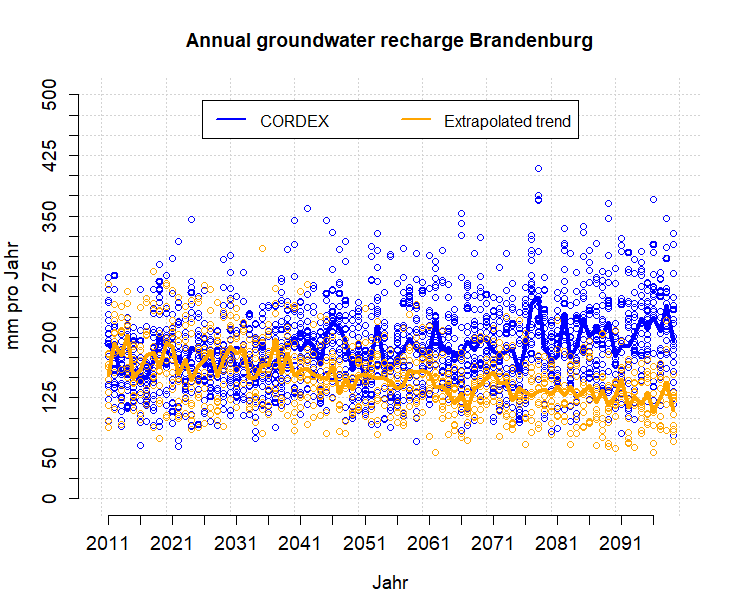 Annual groundwater recharge Brandenburg
CORDEX
Extrapolated trend
500
425
350
275
200
125
50
0
mm pro Jahr
2011 2021 2031 2041 2051 2061 2071 2081 2091
Jahr